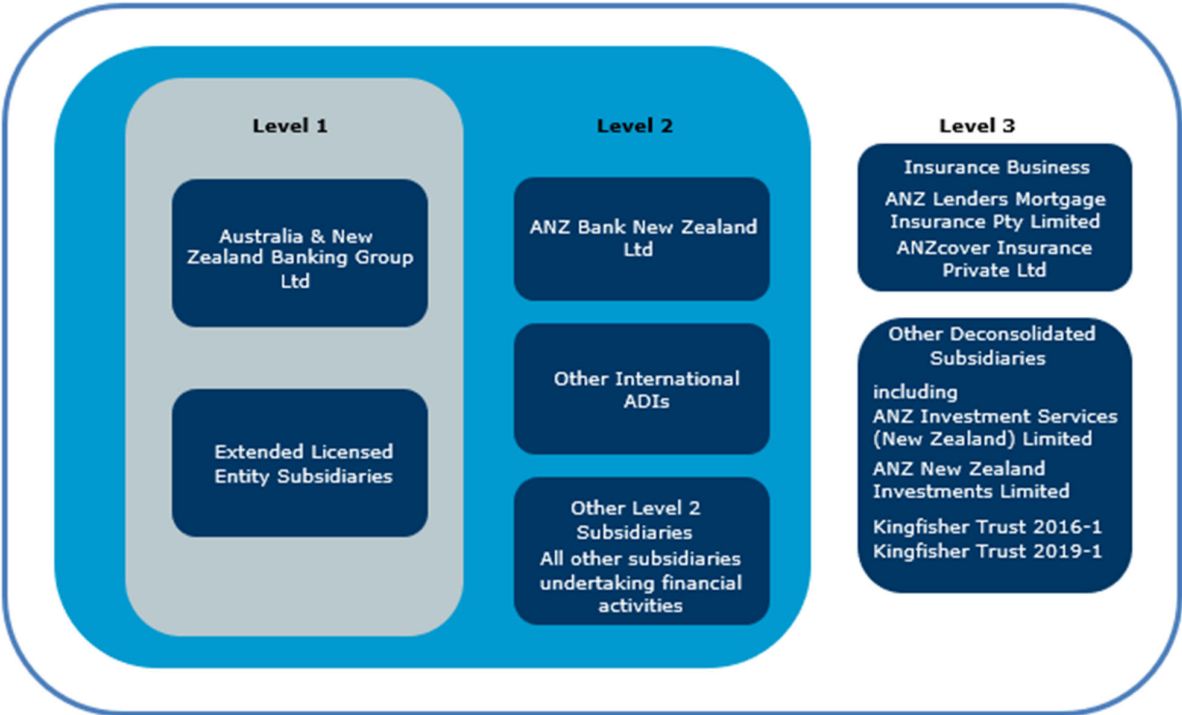 Level 1
Australia & New
Zealand Banking Group
Ltd
Extended Licensed
Entity Subsidiaries
Level 2
ANZ Bank New Zealand
Ltd
Other International
ADIs
Other Level 2
Subsidiaries
All other subsidiaries
undertaking financial
activities
Level 3
Insurance Business
ANZ Lenders Mortgage
Insurance Pty Limited
ANZcover Insurance
Private Ltd
Other Deconsolidated
Subsidiaries
including
ANZ Investment Services
(New Zealand) Limited
ANZ New Zealand
Investments Limited
Kingfisher Trust 2016-1
Kingfisher Trust 2019-1